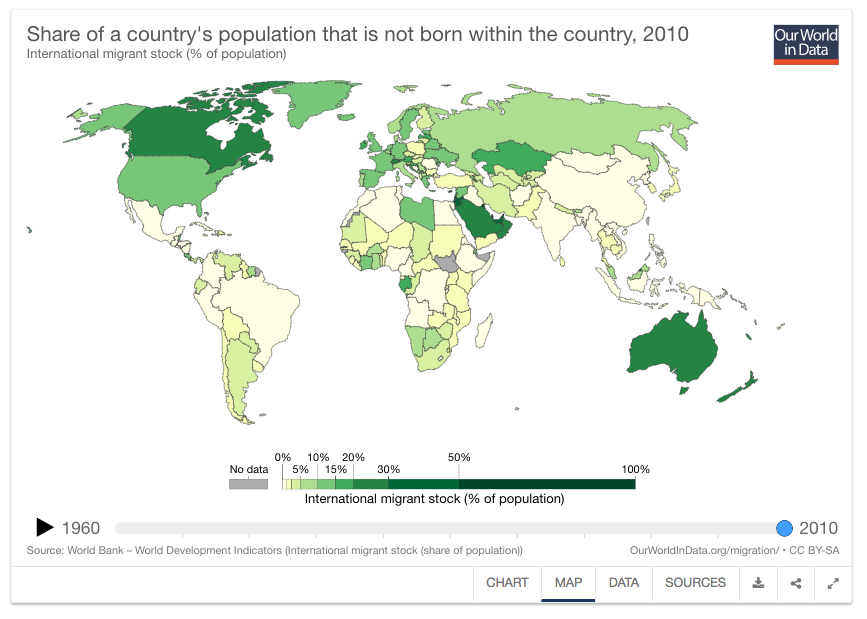 Share of a country's population that is not born within the country, 2010
International migrant stock (% of population)
Our World
in Data
0% 10% 20% 50% 100%
No data 5% 15% 30%
International migrant stock (% of population)
1960 2010
Source: World Bank – World Development Indicators (International migrant stock (share of population))
OurWorldInData.org/migration/ • CC BY-SA
CHART MAP DATA SOURCES